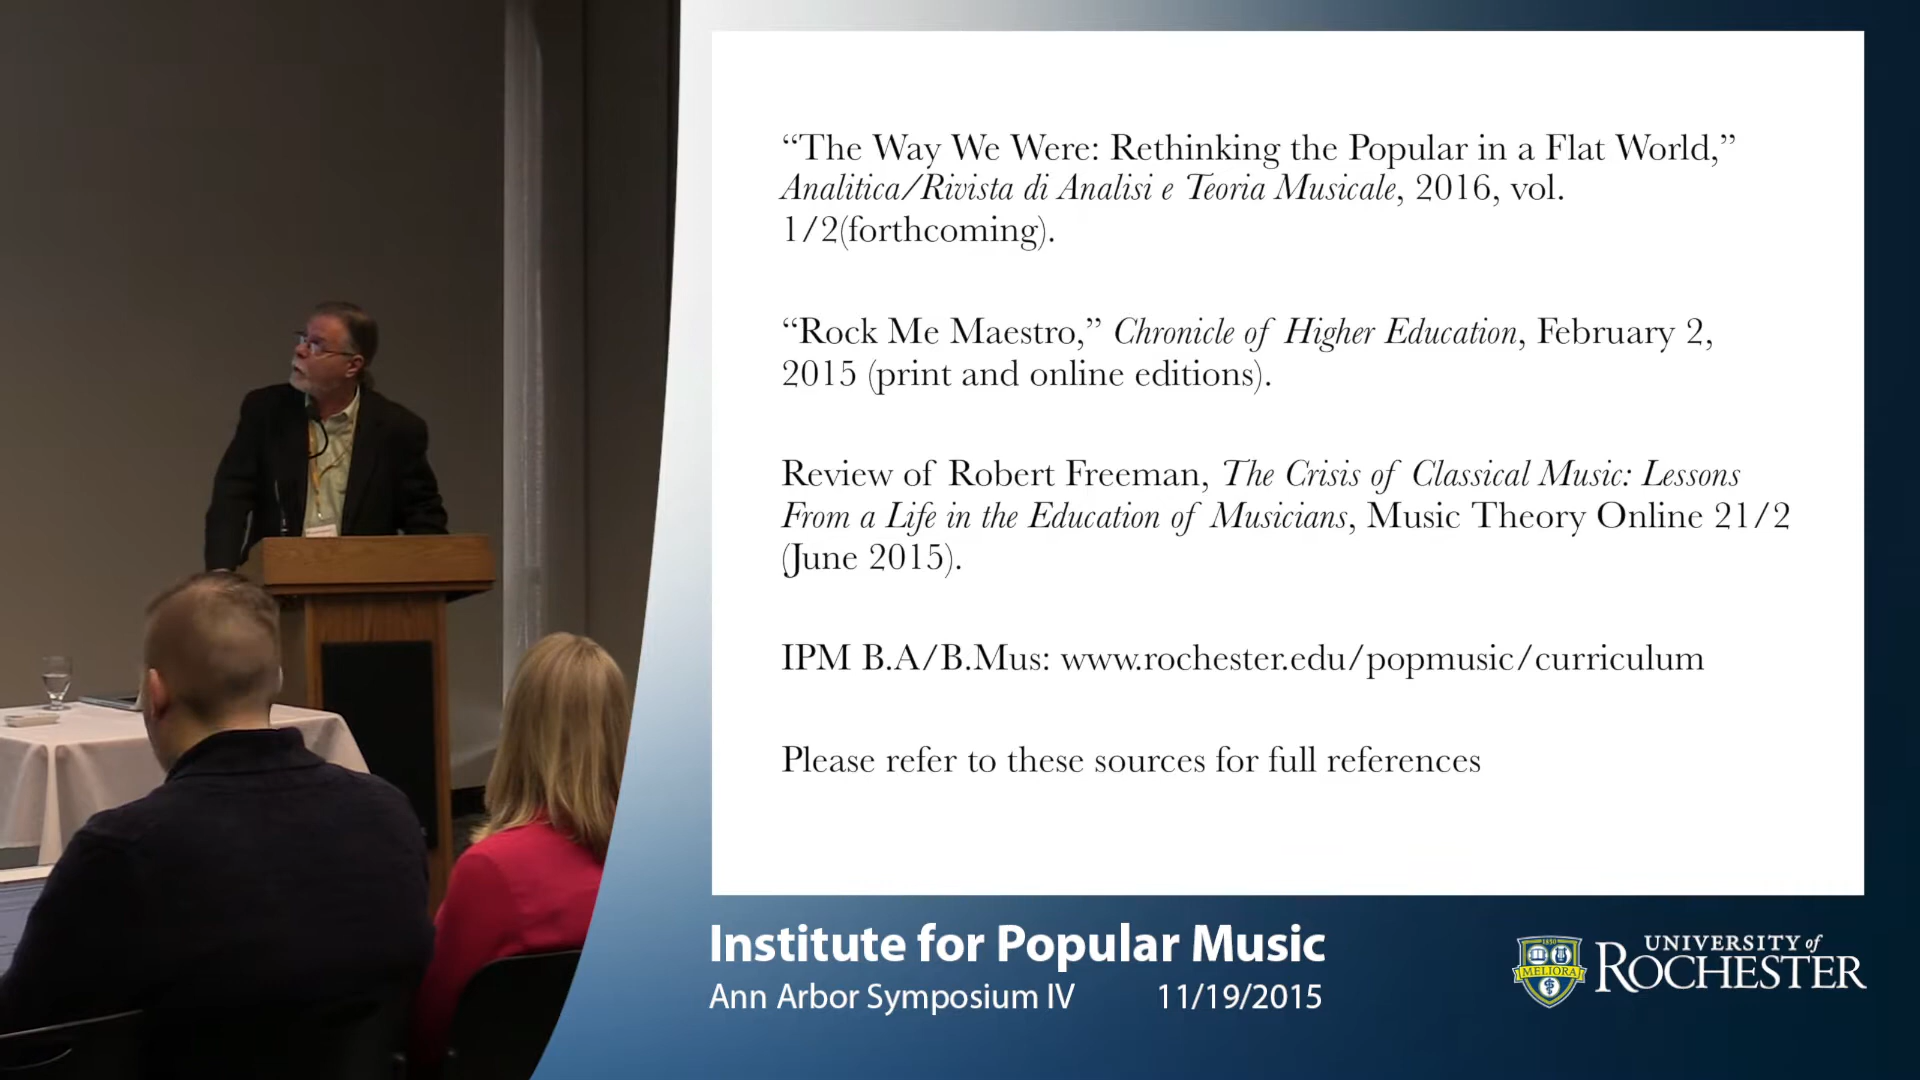 “The Way We Were: Rethinking the Popular in a Flat World,”
Analitica/Rivista di Analisi e Teoria Musicale, 2016, vol.
1/2(forthcoming).
“Rock Me Maestro,” Chronicle of Higher Education, February 2,
2015 (print and online editions).
Review of Robert Freeman, The Crisis of Classical Music: Lessons
From a Life in the Education of Musicians, Music Theory Online 21/2
(June 2015).
IPM B.A/B.Mus: www.rochester.edu/popmusic/curriculum
Please refer to these sources for full references
Institute for Popular Music
Ann Arbor Symposium IV 11/19/2015
1850
MELIORA
UNIVERSITY of
ROCHESTER